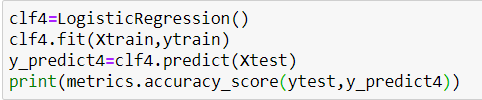 clf4=LogisticRegression()
clf4.fit(Xtrain,ytrain)
y_predict4=clf4.predict(Xtest)
print(metrics.accuracy_score(ytest,y_predict4))